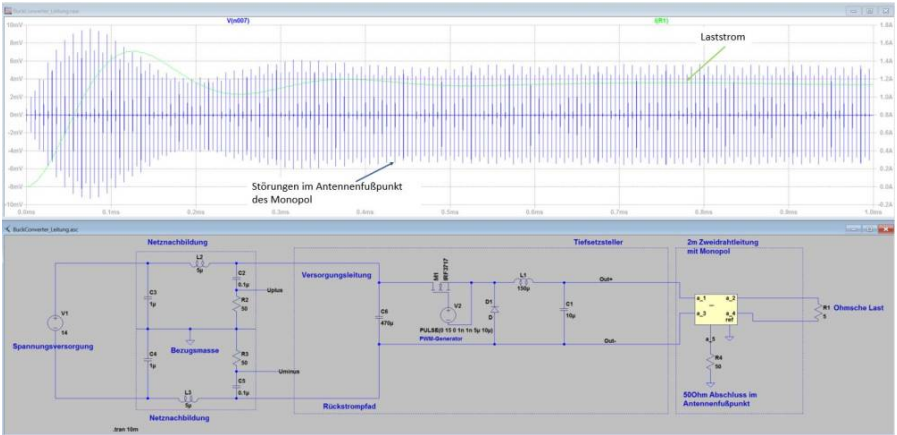 BuckConverter_Leitung.asc
V(n007)
I(R1)
10mV
8mV
6mV
4mV
2mV
0mV
-2mV
-4mV
-6mV
-8mV
-10mV
1.8A
1.6A
1.4A
1.2A
1.0A
0.8A
0.6A
0.4A
0.2A
0.0A
-0.2A
Laststrom
Störungen im Antennenfußpunkt
des Monopol
0.0ms
0.1ms
0.2ms
0.3ms
0.4ms
0.5ms
0.6ms
0.7ms
0.8ms
0.9ms
1.0ms
BuckConverter_Leitung.asc
Netznachbildung
Tiefsetzsteller
2m Zweidrahtleitung
mit Monopol
L2
5µ
C2
0.1µ
Versorgungsleitung
M1
IRF3717
L1
150µ
Out+
C3
1µ
Uplus
R2
50
V1
14
C6
470µ
V2
D1
D
C1
10µ
a_1
a_2
a_3
a_4
ref
R1
5
Ohmsche Last
PULSE(0 15 0 1n 1n 5µ 10µ)
PWM-Generator
Spannungsversorgung
Bezugsmasse
C4
1µ
R3
50
Out-
a_5
R4
50
Uminus
C5
0.1µ
L3
5µ
Rückstrompfad
50Ohm Abschluss im
Antennenfußpunkt
Netznachbildung
.tran 10m